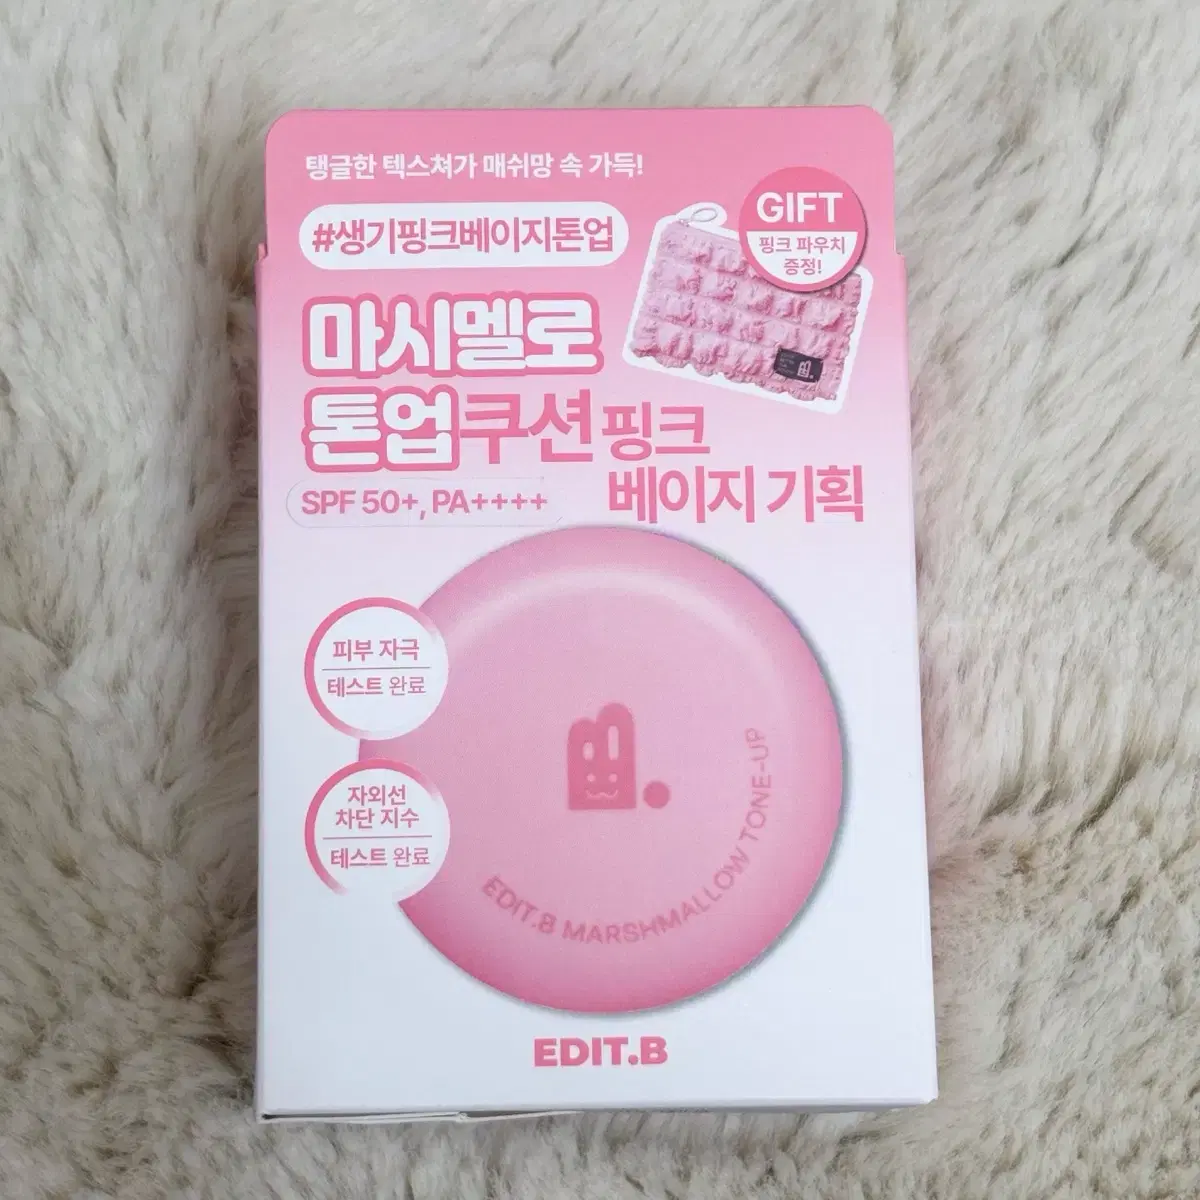 탱글한 텍스쳐가 매쉬망 속 가득!
#생기핑크베이지톤업
GIFT
핑크 파우치
증정!
마시멜로
톤업쿠션 핑크
베이지 기획
SPF 50+, PA++++
피부 자극
테스트 완료
자외선
차단 지수
테스트 완료
EDIT.B MARSHMALLOW TONE-UP
EDIT.B